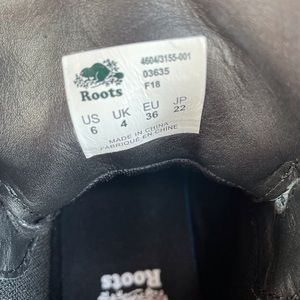 4604/3155-001
03635
F18
Roots
US UK EU JP
6 4 36 22
MADE IN CHINA
FABRIQUE EN CHINE
Roots